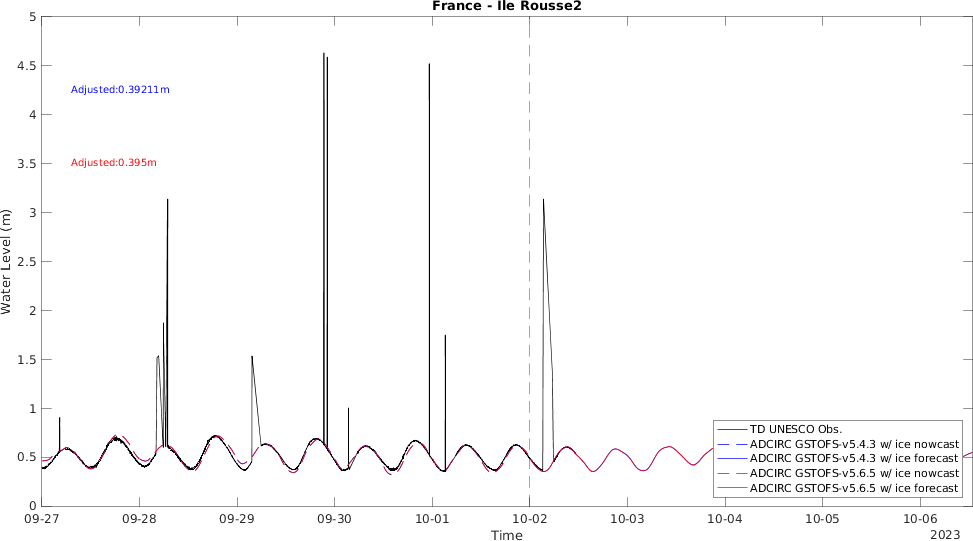 France - Ile Rousse2
Water Level (m)
5
4.5
4
3.5
3
2.5
2
1.5
1
0.5
0
Adjusted:0.39211m
Adjusted:0.395m
TD UNESCO Obs.
ADCIRC GSTOFS-v5.4.3 w/ ice nowcast
ADCIRC GSTOFS-v5.4.3 w/ ice forecast
ADCIRC GSTOFS-v5.6.5 w/ ice nowcast
ADCIRC GSTOFS-v5.6.5 w/ ice forecast
09-27 09-28 09-29 09-30 10-01 10-02 10-03 10-04 10-05 10-06
Time
2023